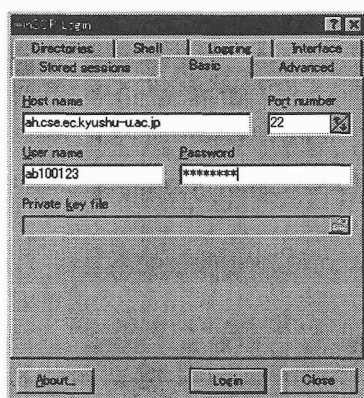 WinSCP Login
Directories Shell Logging Interface
Stored sessions Basic Advanced
Host name Port number
ah.cse.ec.kyushu-u.ac.jp 22
User name Password
ab100123 ********
Private key file
About... Login Close